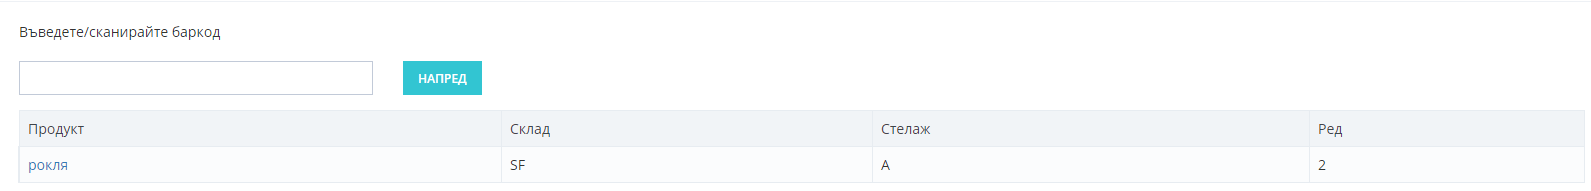 Въведете/сканирайте баркод
НАПРЕД
Продукт Склад Стелаж Ред
рокля SF A 2